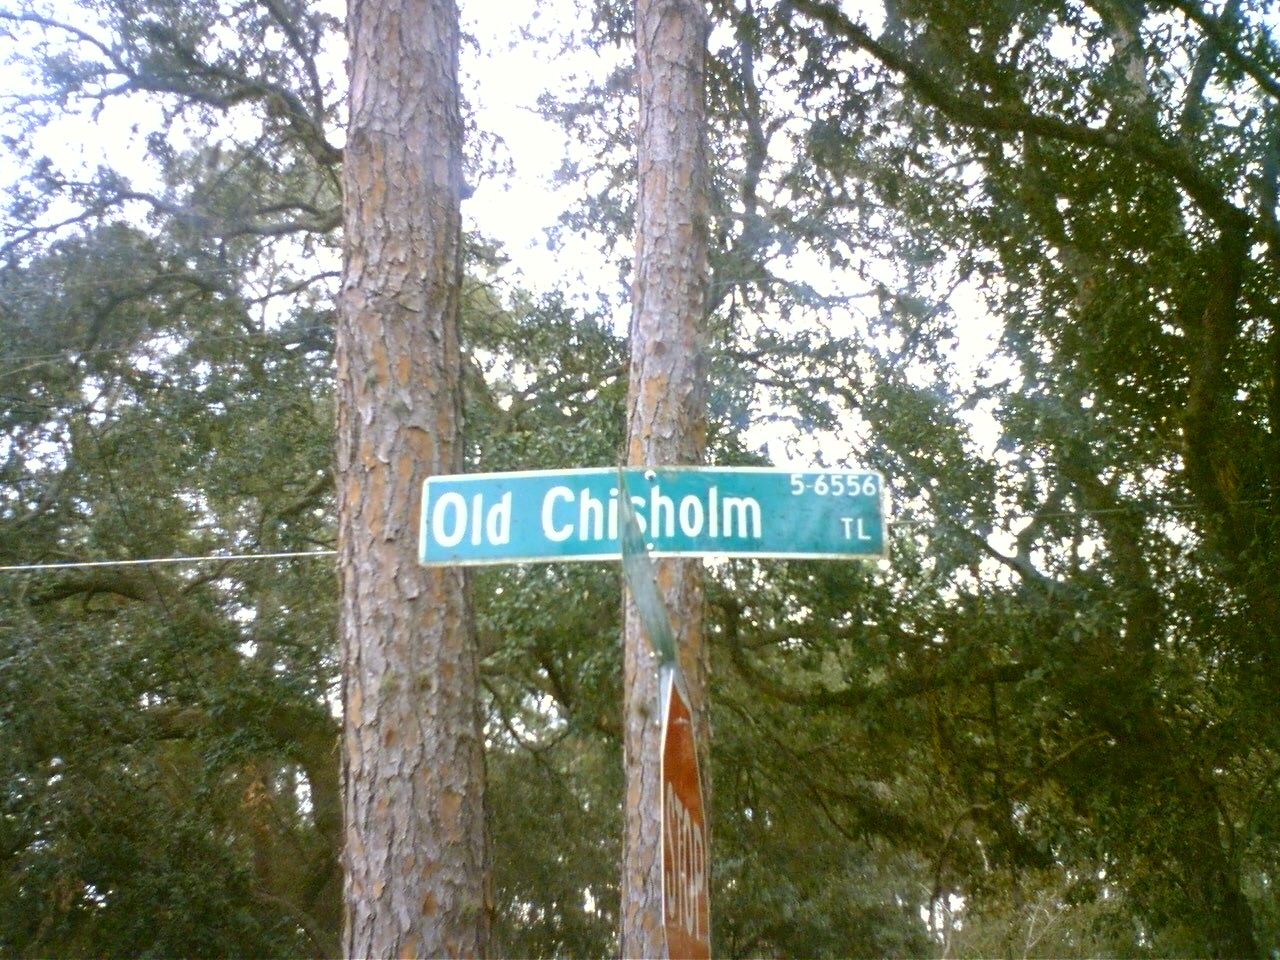 Old Chisholm
5-6556
TL
STOP